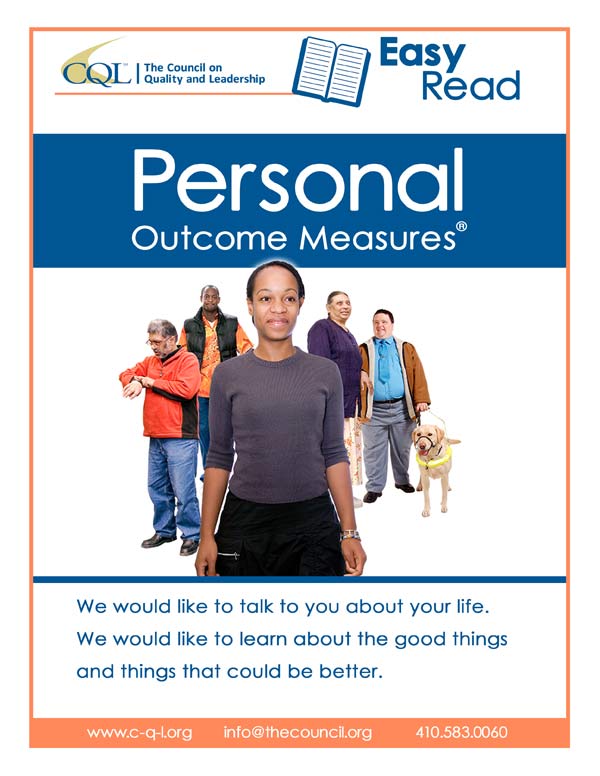 CQL™
The Council on
Quality and Leadership
Easy
Read
Personal
Outcome Measures®
We would like to talk to you about your life.
We would like to learn about the good things
and things that could be better.
www.c-q-l.org info@thecouncil.org 410.583.0060